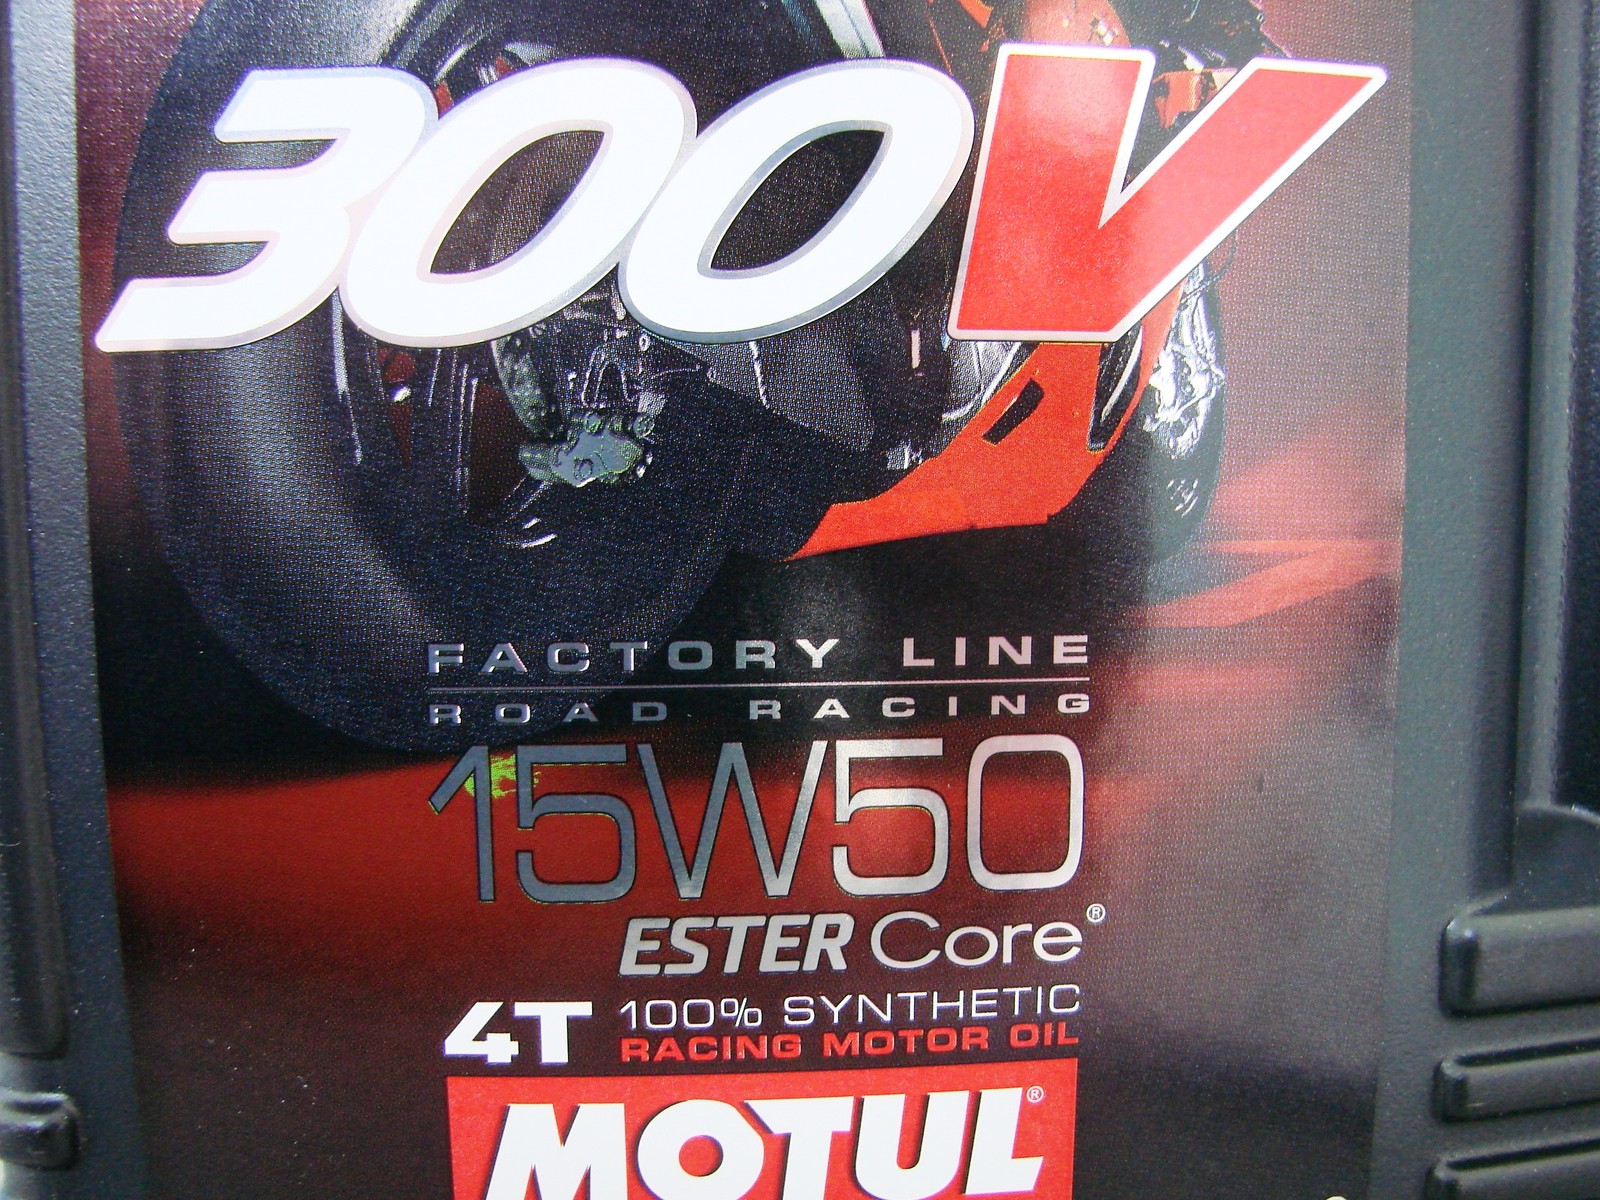 300V
FACTORY LINE
ROAD RACING
15W50
ESTER Core®
4T 100% SYNTHETIC
RACING MOTOR OIL
MOTUL®